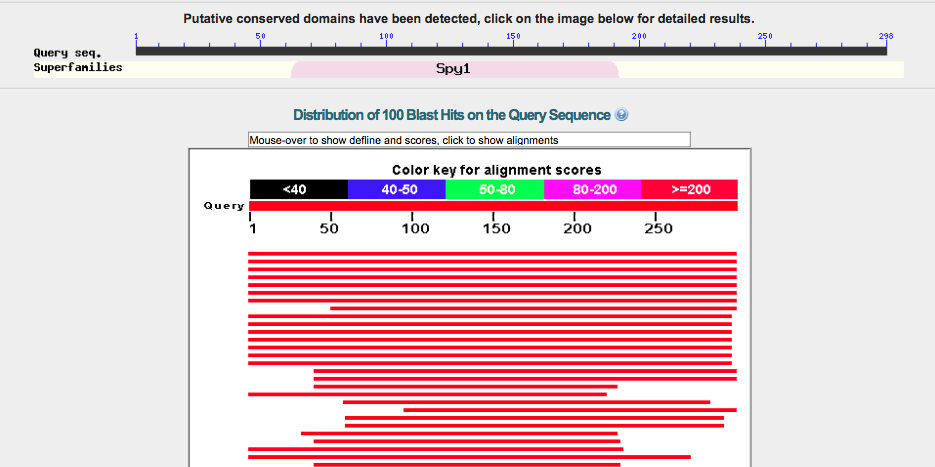 Putative conserved domains have been detected, click on the image below for detailed results.
1 50 100 150 200 250 298
Query seq.
Superfamilies Spy1
Distribution of 100 Blast Hits on the Query Sequence ?
Mouse-over to show defline and scores, click to show alignments
Color key for alignment scores
<40 40-50 50-80 80-200 >=200
Query
1 50 100 150 200 250